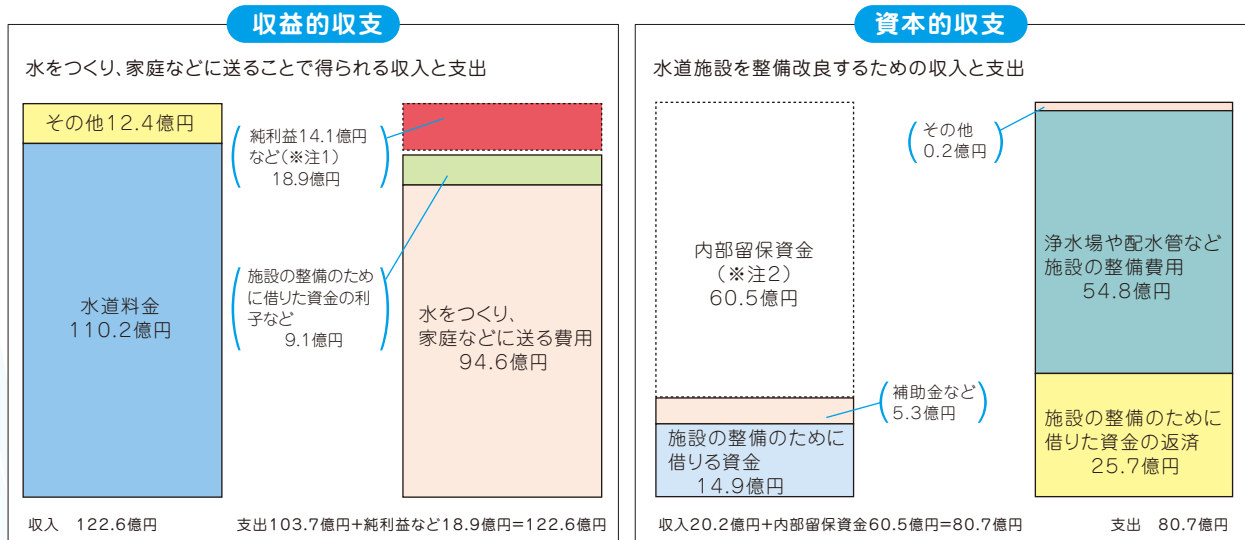 収益的収支
水をつくり、家庭などに送ることで得られる収入と支出
その他12.4億円
水道料金
110.2億円
純利益14.1億円
など(※注1)
18.9億円
施設の整備のため
に借りた資金の利
子など
9.1億円
水をつくり、
家庭などに送る費用
94.6億円
収入 122.6億円
支出103.7億円+純利益など18.9億円=122.6億円
資本的収支
水道施設を整備改良するための収入と支出
内部留保資金
(※注2)
60.5億円
補助金など
5.3億円
施設の整備のために
借りる資金
14.9億円
その他
0.2億円
浄水場や配水管など
施設の整備費用
54.8億円
施設の整備のために
借りた資金の返済
25.7億円
収入20.2億円+内部留保資金60.5億円=80.7億円
支出 80.7億円